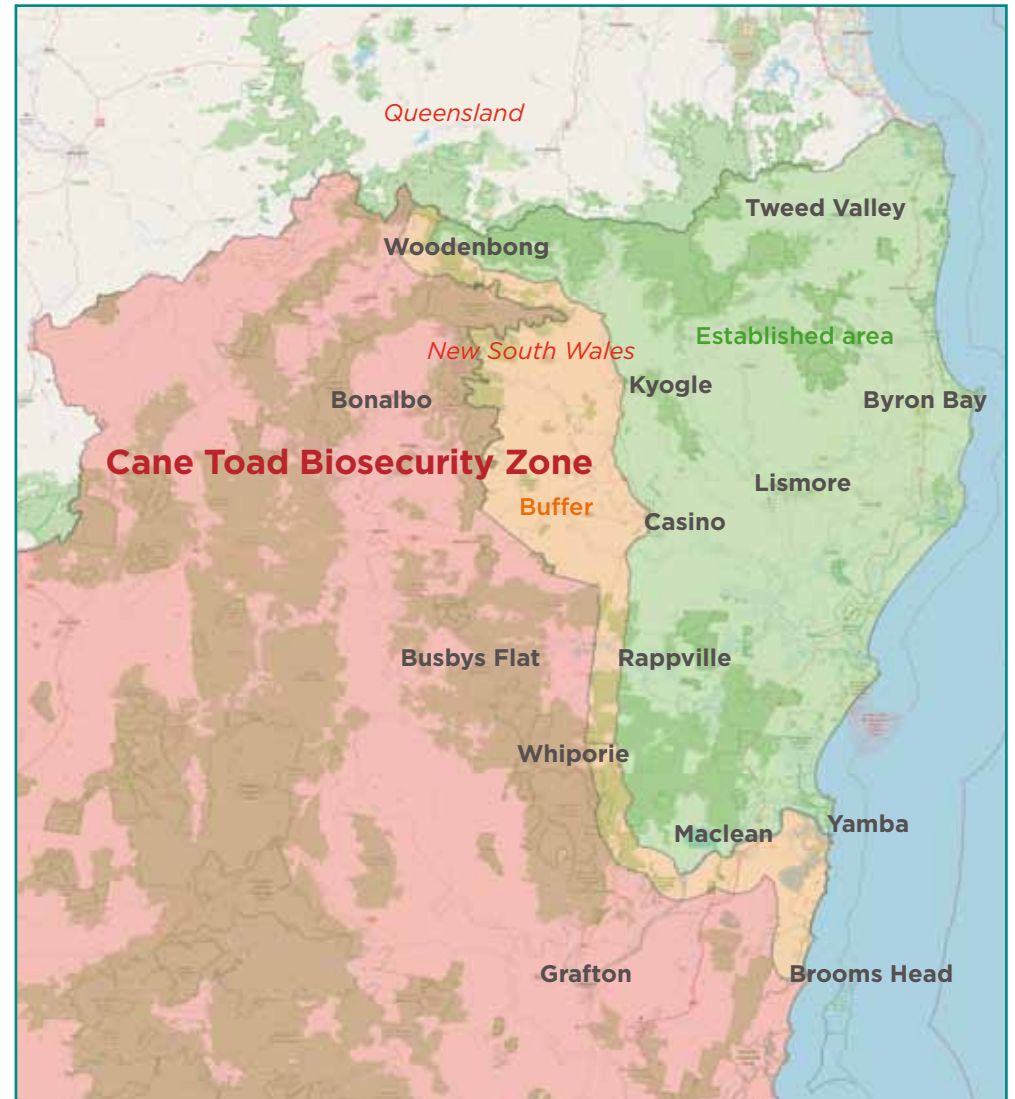 Queensland
Tweed Valley
Woodenbong
Established area
New South Wales
Kyogle
Bonalbo
Byron Bay
Cane Toad Biosecurity Zone
Lismore
Buffer
Casino
Busbys Flat
Rappville
Whiporie
Maclean
Yamba
Grafton
Brooms Head